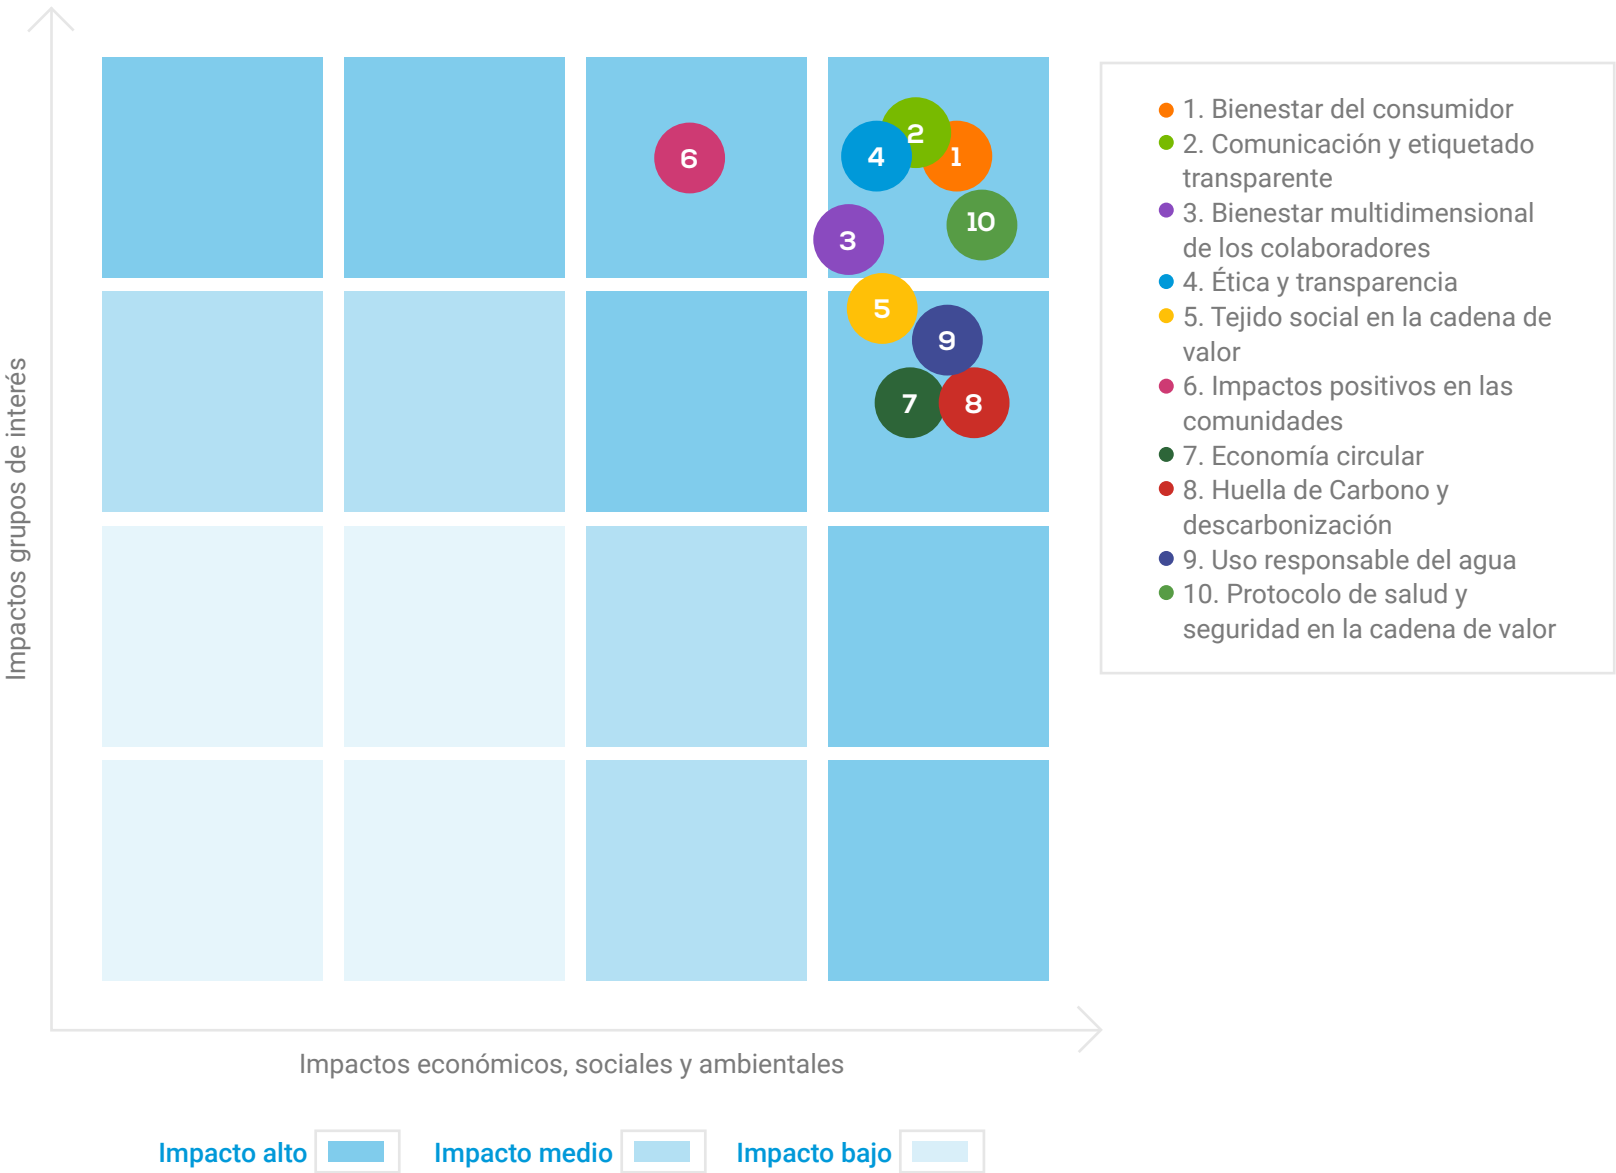 Impactos grupos de interés
6
4
2
1
3
10
5
9
7
8
1. Bienestar del consumidor
2. Comunicación y etiquetado
transparente
3. Bienestar multidimensional
de los colaboradores
4. Ética y transparencia
5. Tejido social en la cadena de
valor
6. Impactos positivos en las
comunidades
7. Economía circular
8. Huella de Carbono y
descarbonización
9. Uso responsable del agua
10. Protocolo de salud y
seguridad en la cadena de valor
Impactos económicos, sociales y ambientales
Impacto alto
Impacto medio
Impacto bajo